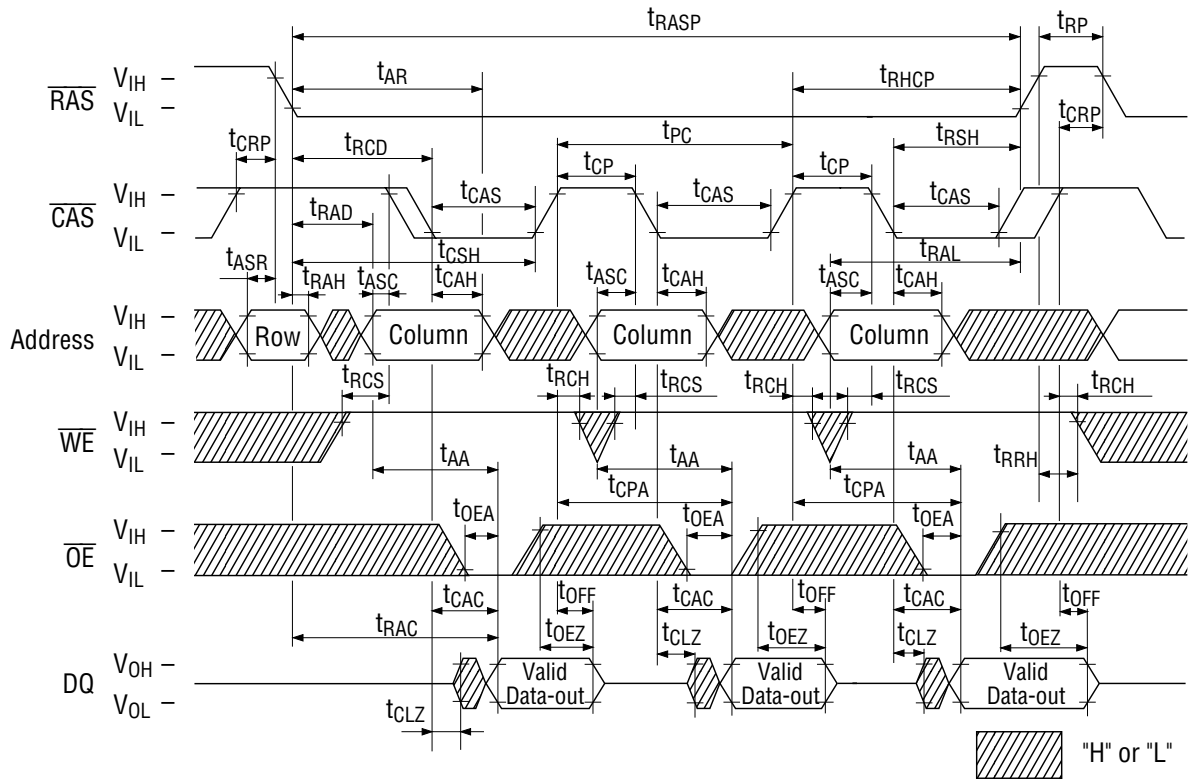 tRASP tRP
tAR tRHCP
RAS VIH
VIL
tCRP tRCD tPC tRSH tCRP
tCP tCP
CAS VIH
VIL
tCAS tCAS tCAS
tRAD
tCSH tRAL
tASR tRAH tASC tCAH tASC tCAH tASC tCAH
Address VIH
VIL
Row Column Column Column
tRCS tRCH tRCS tRCH tRCS tRCH
WE VIH
VIL
tAA tAA tAA tRRH
tCPA tCPA
tOEA tOEA tOEA
OE VIH
VIL
tCAC tOFF tCAC tOFF tCAC tOFF
tRAC tOEZ tCLZ tOEZ tCLZ tOEZ
DQ VOH
VOL
Valid Data-out Valid Data-out Valid Data-out
tCLZ
"H" or "L"